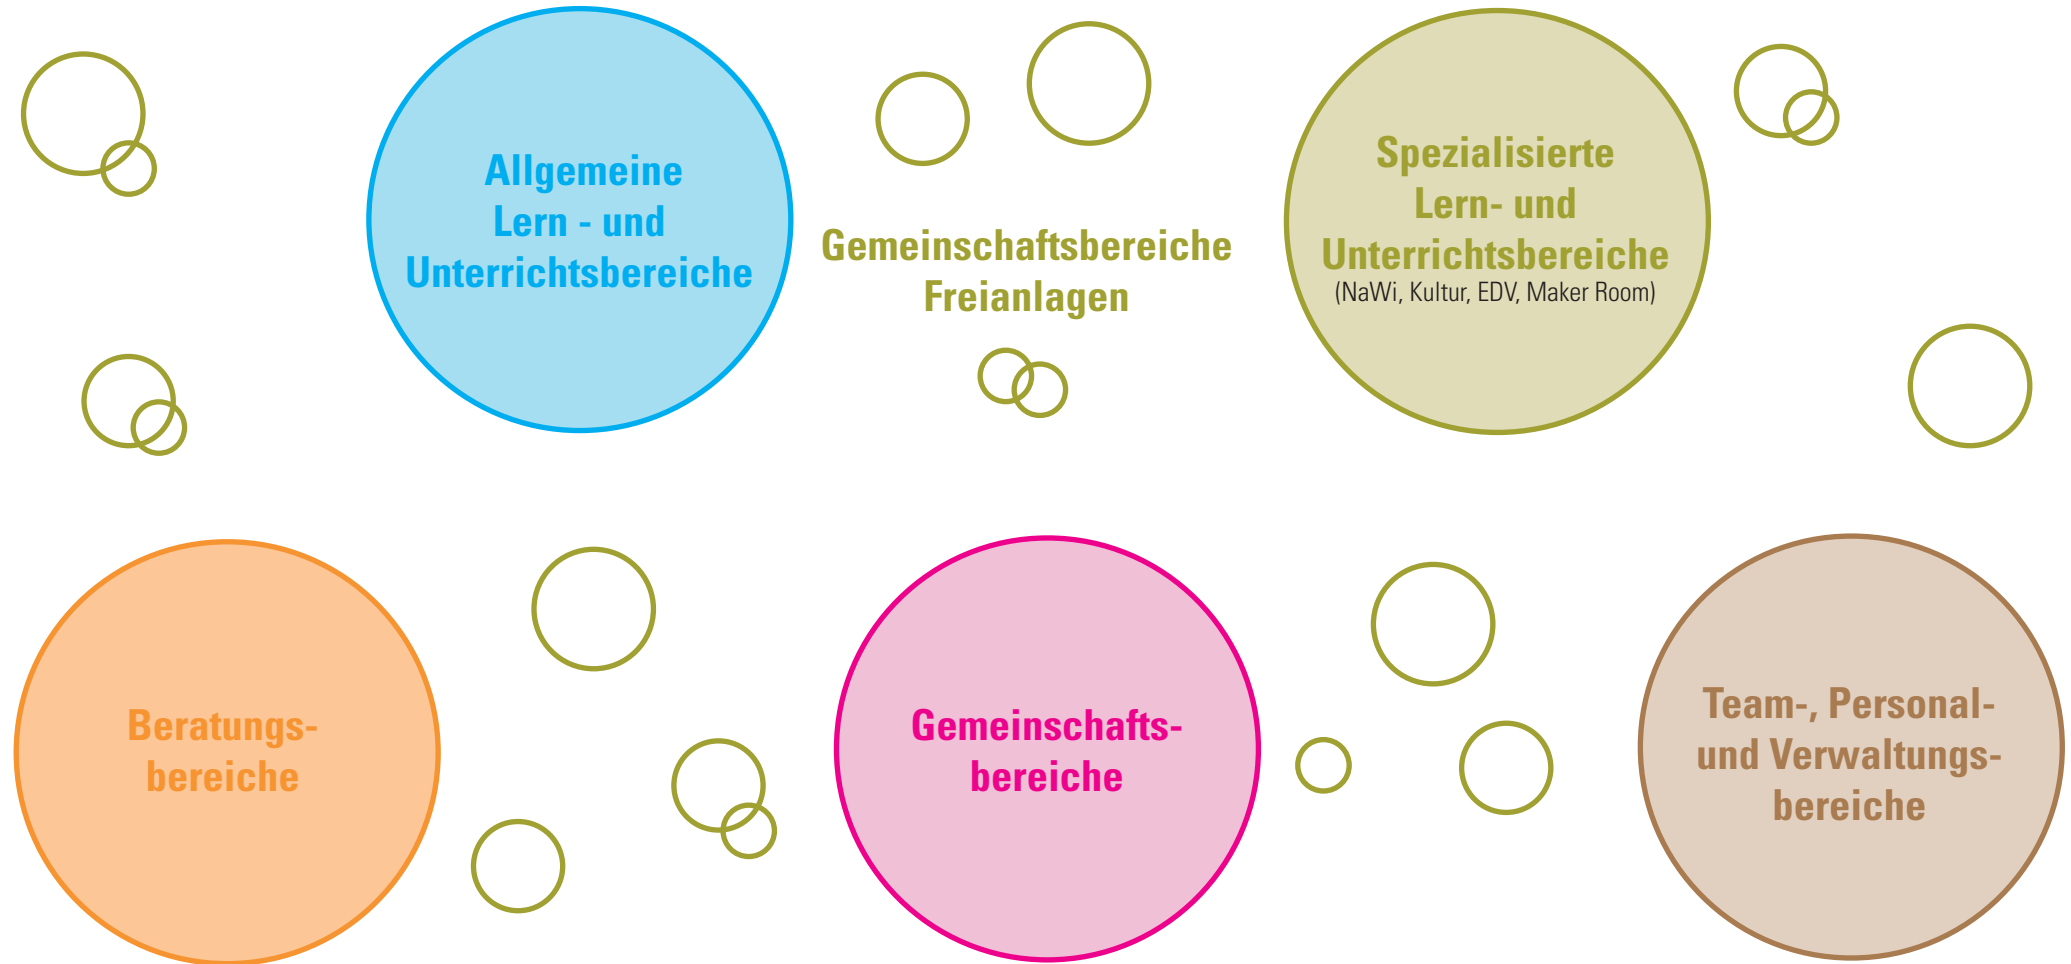 Allgemeine
Lern - und
Unterrichtsbereiche
Gemeinschaftsbereiche
Freianlagen
Spezialisierte
Lern- und
Unterrichtsbereiche
(NaWi, Kultur, EDV, Maker Room)
Beratungs-
bereiche
Gemeinschafts-
bereiche
Team-, Personal-
und Verwaltungs-
bereiche